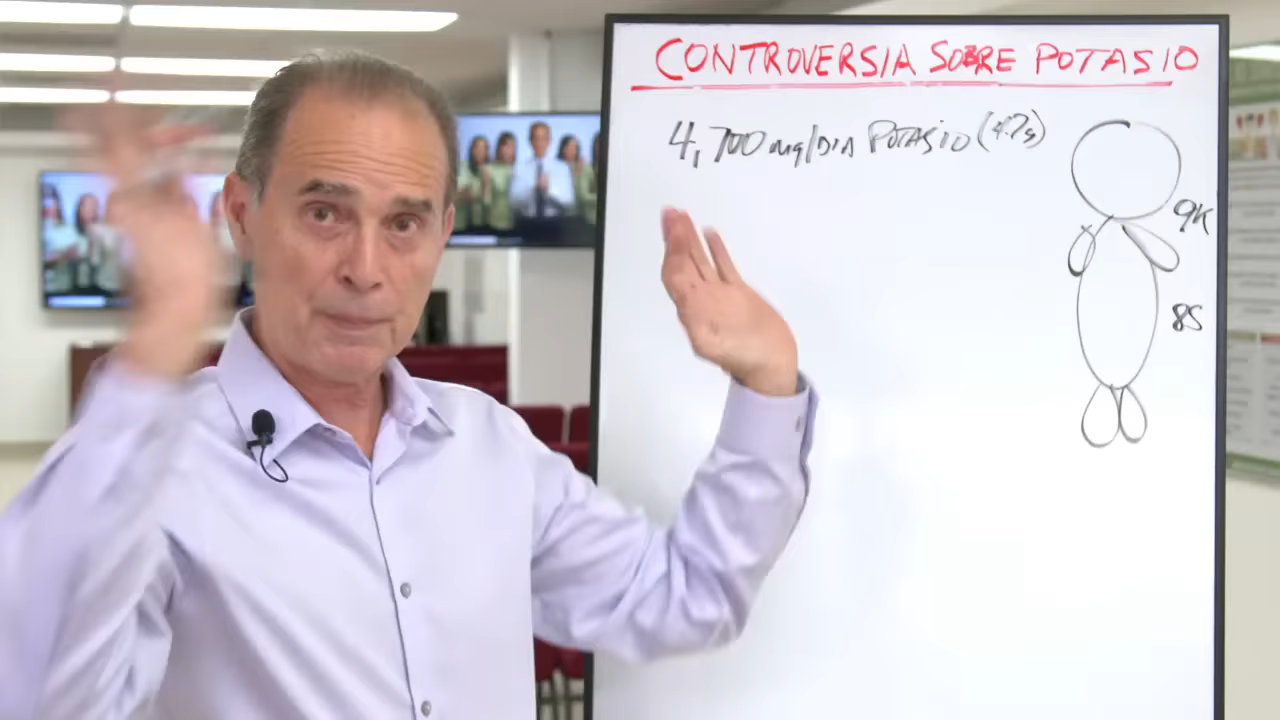 CONTROVERSIA SOBRE POTASIO
4,700 mg/DIA POTASIO (4.7g)
9K
8S